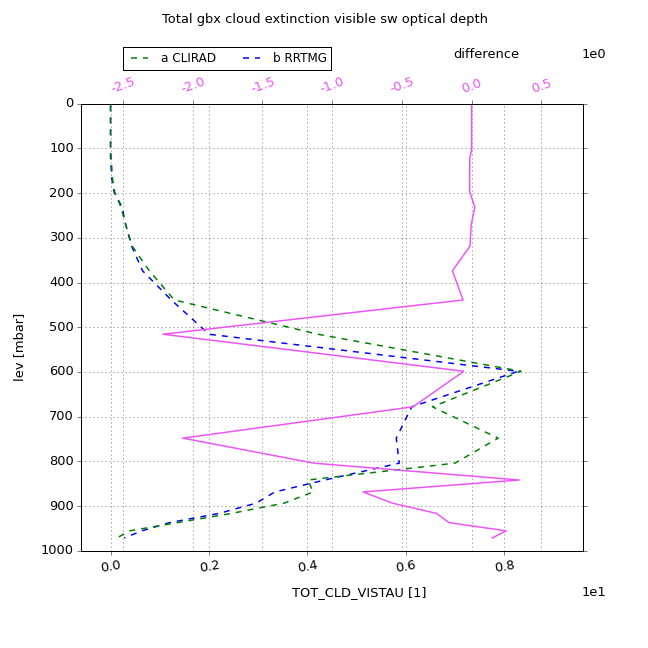 Total gbx cloud extinction visible sw optical depth
a CLIRAD b RRTMG difference 1e0
-2.5 -2.0 -1.5 -1.0 -0.5 0.0 0.5
0
100
200
300
400
500
600
700
800
900
1000
lev [mbar]
0.0 0.2 0.4 0.6 0.8
TOT_CLD_VISTAU [1] 1e1